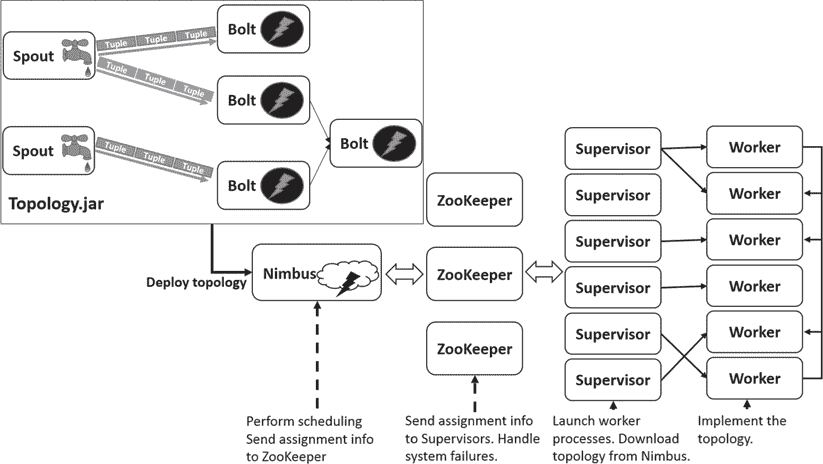 Spout
Tuple Tuple Tuple
Bolt
Tuple Tuple Tuple
Bolt
Spout
Tuple Tuple Tuple
Bolt
Bolt
Topology.jar
Deploy topology
Nimbus
ZooKeeper
ZooKeeper
ZooKeeper
Supervisor
Supervisor
Supervisor
Supervisor
Supervisor
Supervisor
Worker
Worker
Worker
Worker
Worker
Worker
Perform scheduling
Send assignment info
to ZooKeeper
Send assignment info
to Supervisors. Handle
system failures.
Launch worker
processes. Download
topology from Nimbus.
Implement the
topology.